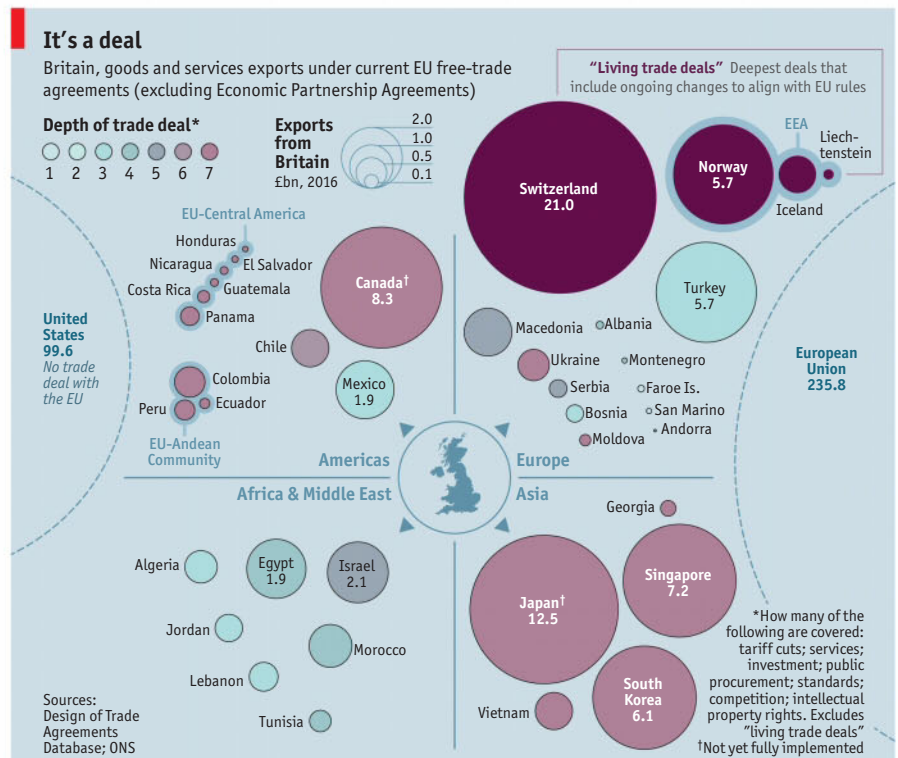 It's a deal
Britain, goods and services exports under current EU free-trade
agreements (excluding Economic Partnership Agreements)
Depth of trade deal*
1 2 3 4 5 6 7
Exports
from
Britain
£bn, 2016
2.0
1.0
0.5
0.1
"Living trade deals" Deepest deals that
include ongoing changes to align with EU rules
Switzerland
21.0
Norway
5.7
EEA
Liech-
tenstein
Iceland
Turkey
5.7
Macedonia
Albania
Ukraine
Montenegro
Serbia
Faroe Is.
Bosnia
San Marino
Andorra
Moldova
European
Union
235.8
EU-Central America
Honduras
Nicaragua
El Salvador
Costa Rica
Guatemala
Panama
Canada†
8.3
Chile
Mexico
1.9
United
States
99.6
No trade
deal with
the EU
Colombia
Peru
Ecuador
EU-Andean
Community
Americas
Europe
Africa & Middle East
Asia
Algeria
Egypt
1.9
Israel
2.1
Jordan
Morocco
Lebanon
Tunisia
Georgia
Japan†
12.5
Singapore
7.2
South
Korea
6.1
Vietnam
*How many of the
following are covered:
tariff cuts; services;
investment; public
procurement; standards;
competition; intellectual
property rights. Excludes
"living trade deals"
†Not yet fully implemented
Sources:
Design of Trade
Agreements
Database; ONS